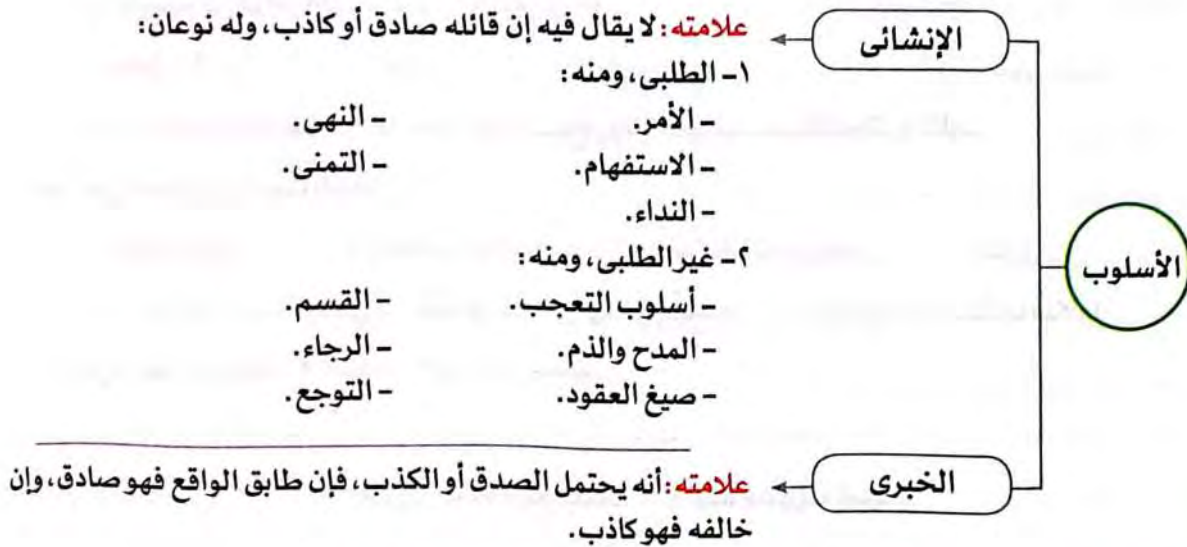 الأسلوب
الإنشائى
علامته: لا يقال فيه إن قائله صادق أو كاذب، وله نوعان:
١- الطلبى، ومنه:
- الأمر. - النهى.
- الاستفهام. - التمنى.
- النداء.
٢- غير الطلبى، ومنه:
- أسلوب التعجب. - القسم.
- المدح والذم. - الرجاء.
- صيغ العقود. - التوجع.
الخبرى
علامته: أنه يحتمل الصدق أو الكذب، فإن طابق الواقع فهو صادق، وإن
خالفه فهو كاذب.